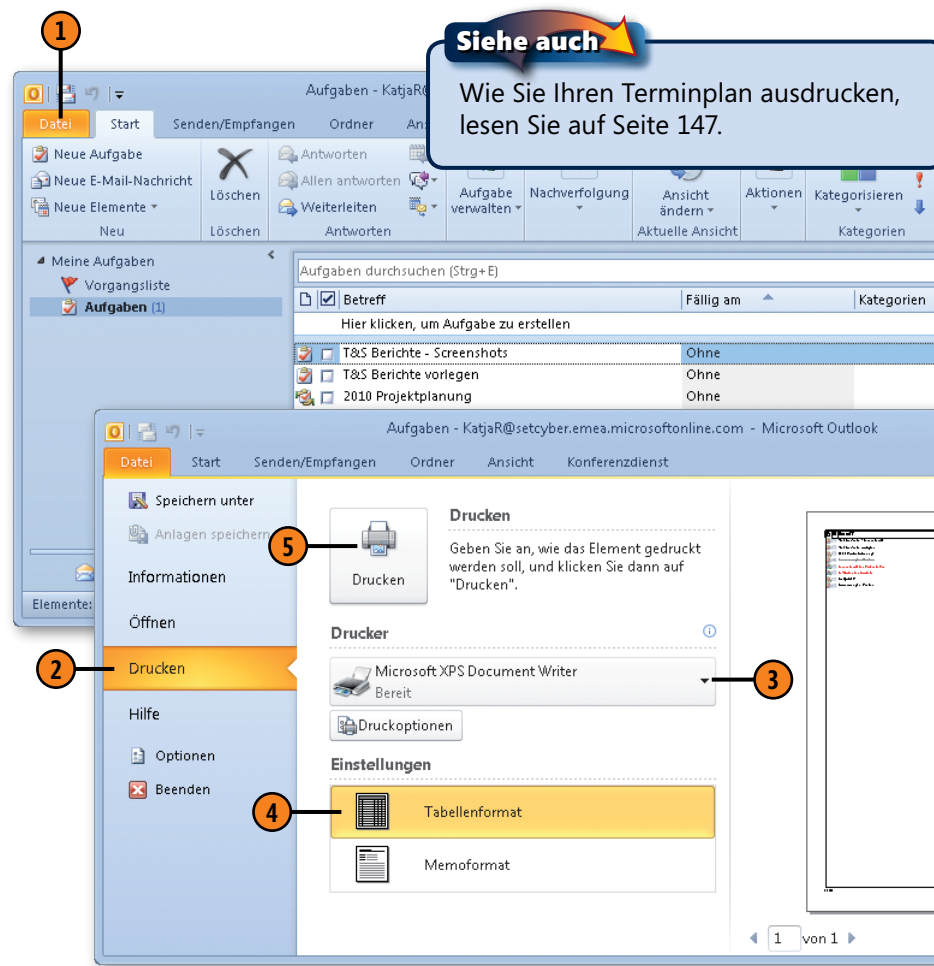 1
Siehe auch
Wie Sie Ihren Terminplan ausdrucken,
lesen Sie auf Seite 147.
Aufgaben - KatjaR@
Datei Start Senden/Empfangen Ordner An
Neue Aufgabe
Neue E-Mail-Nachricht
Neue Elemente
Neu
Löschen
Löschen
Antworten
Allen antworten
Weiterleiten
Antworten
Aufgabe
verwalten
Nachverfolgung
Ansicht
ändern
Aktuelle Ansicht
Aktionen
Kategorisieren
Kategorien
Meine Aufgaben
Vorgangsliste
Aufgaben (1)
Aufgaben durchsuchen (Strg+E)
Betreff Fällig am Kategorien
Hier klicken, um Aufgabe zu erstellen
T&S Berichte - Screenshots Ohne
T&S Berichte vorlegen Ohne
2010 Projektplanung Ohne
Elemente:
Aufgaben - KatjaR@setcyber.emea.microsoftonline.com - Microsoft Outlook
Datei Start Senden/Empfangen Ordner Ansicht Konferenzdienst
Speichern unter
Anlagen speichern
Informationen
Öffnen
2
Drucken
Hilfe
Optionen
Beenden
5
Drucken
Drucken
Geben Sie an, wie das Element gedruckt
werden soll, und klicken Sie dann auf
"Drucken".
Drucker
Microsoft XPS Document Writer
Bereit
3
Druckoptionen
Einstellungen
4
Tabellenformat
Memoformat
1 von 1